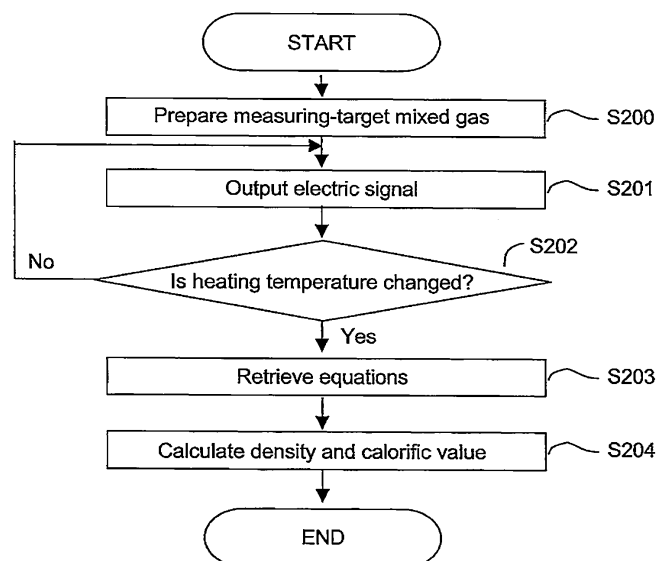 START
Prepare measuring-target mixed gas
S200
Output electric signal
S201
S202
No
Is heating temperature changed?
Yes
Retrieve equations
S203
Calculate density and calorific value
S204
END